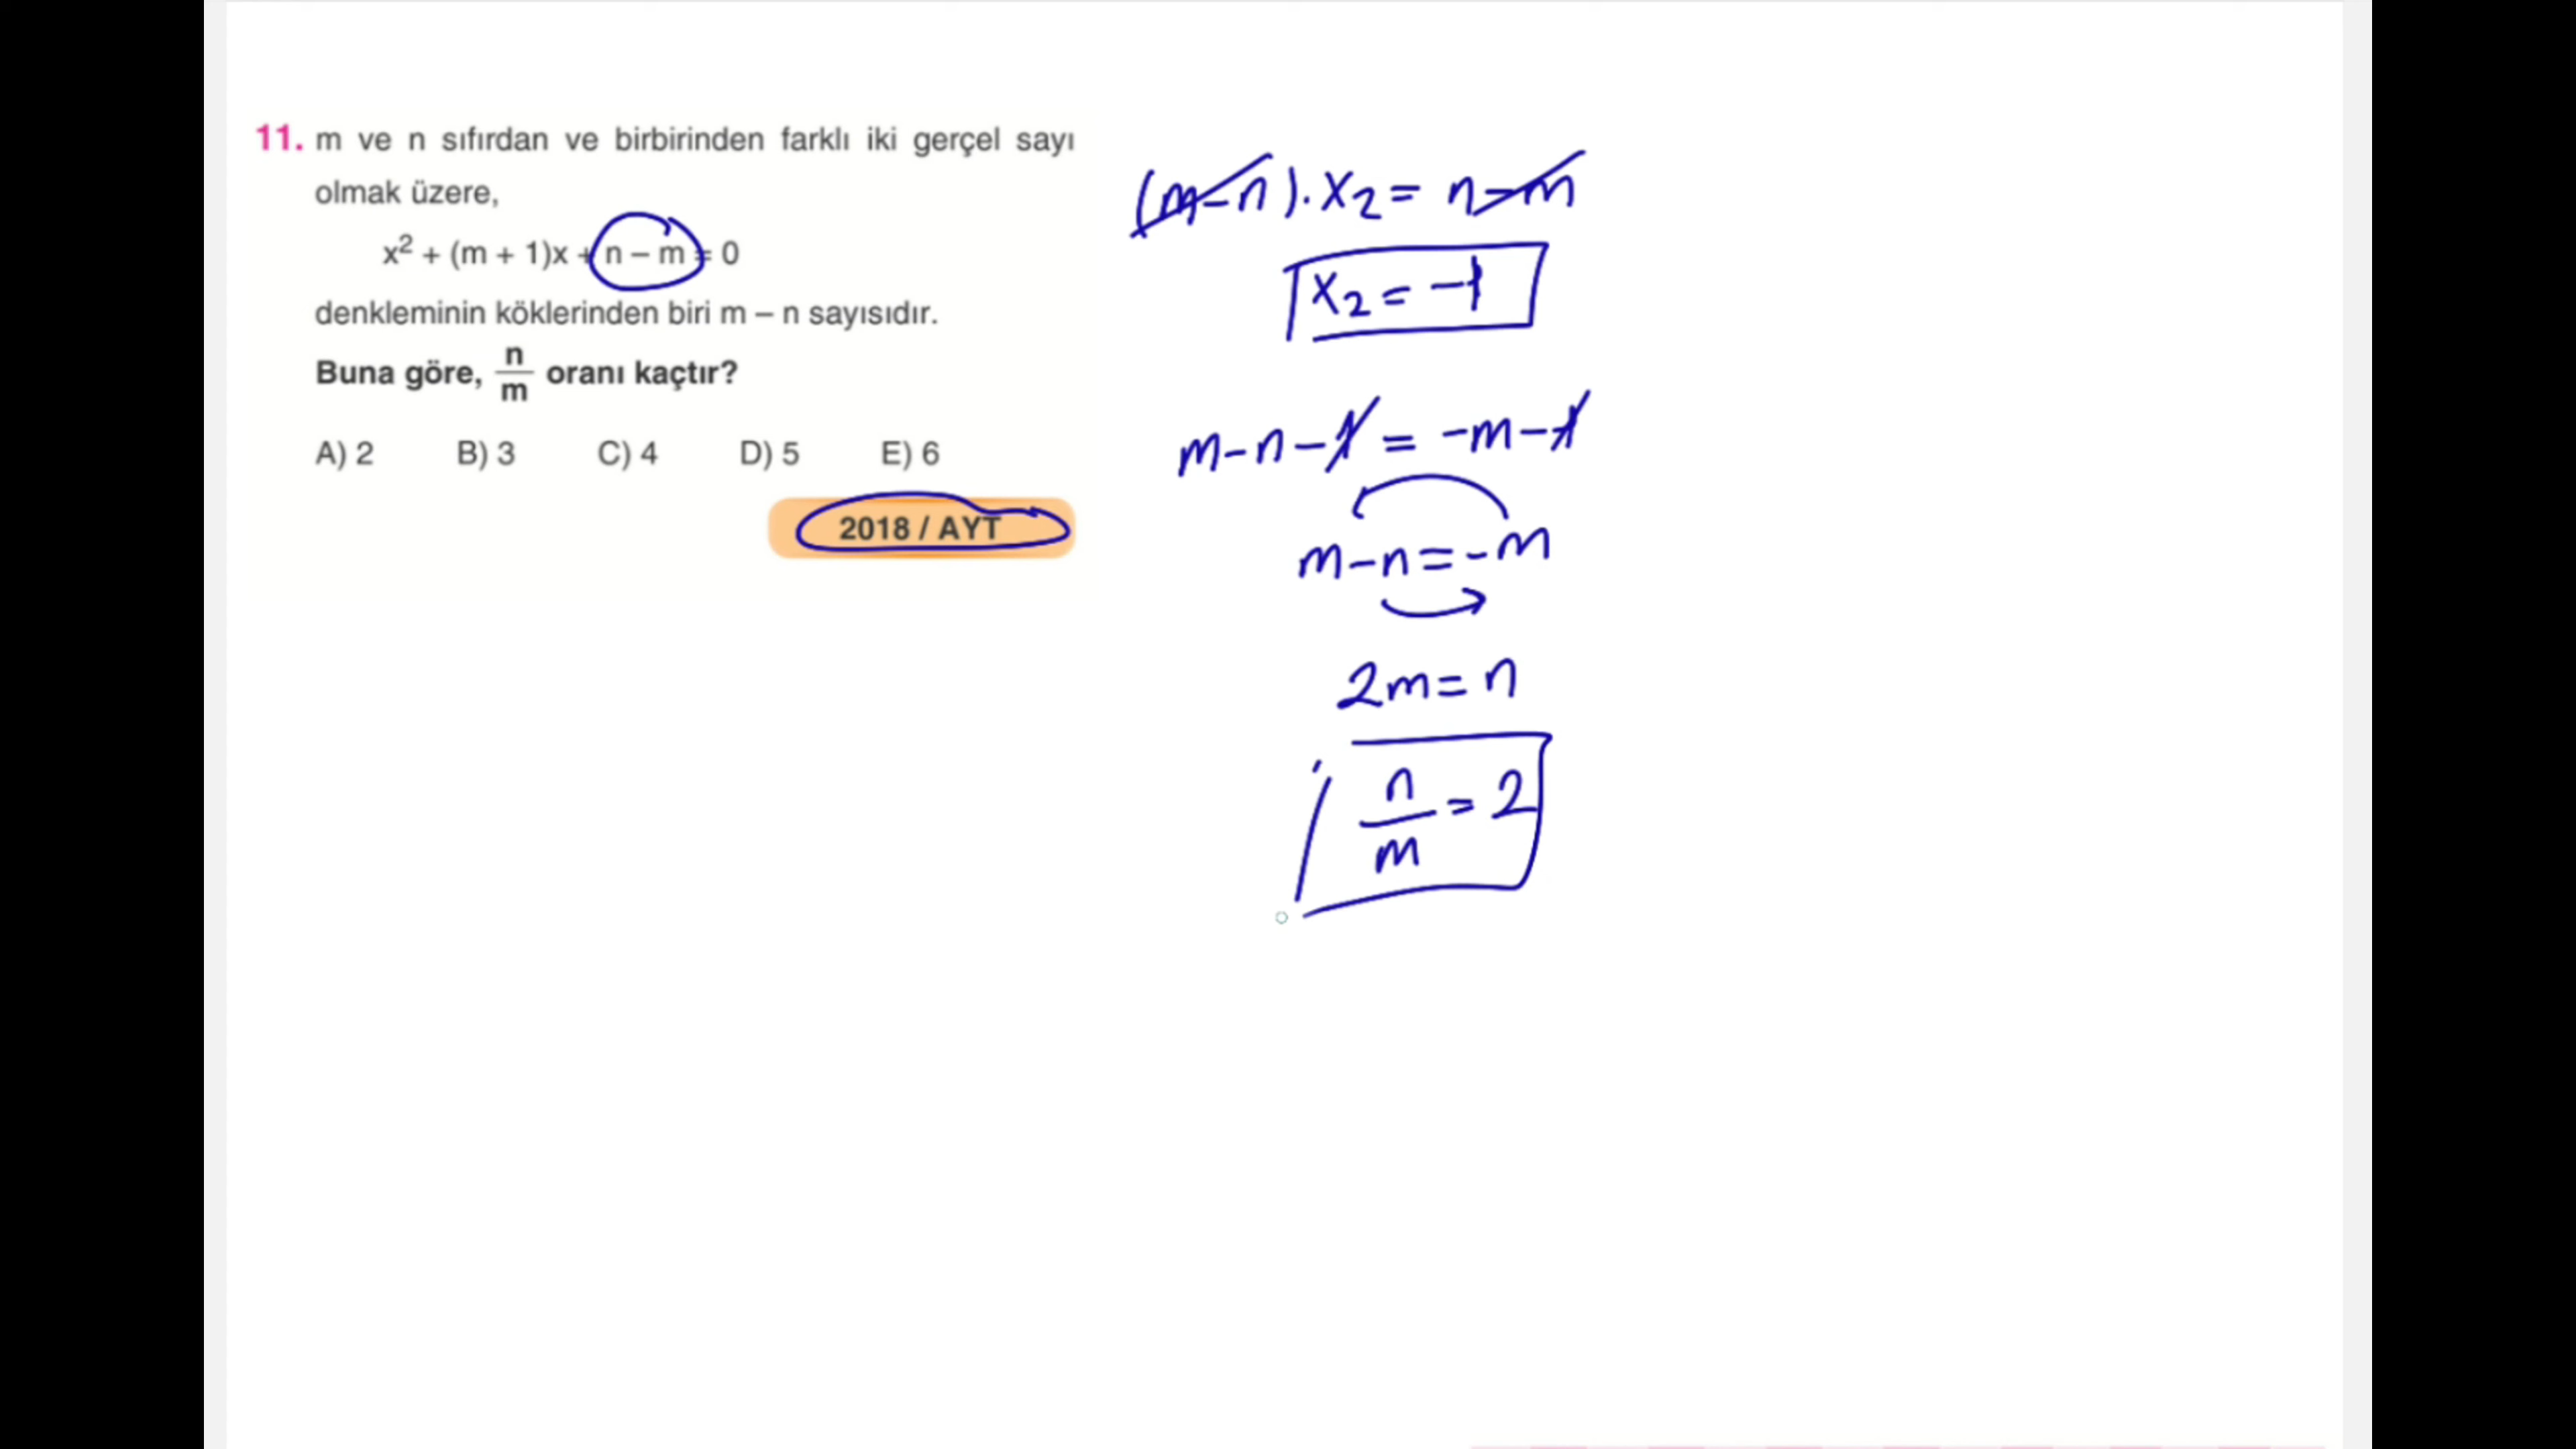 11. m ve n sıfırdan ve birbirinden farklı iki gerçel sayı
olmak üzere,
x² + (m + 1)x + n – m = 0
denkleminin köklerinden biri m – n sayısıdır.
Buna göre, n/m oranı kaçtır?
A) 2 B) 3 C) 4 D) 5 E) 6
2018 / AYT
(m-n).x₂ = n-m
x₂ = -1
m-n-1 = -m-1
m-n=-m
2m=n
n/m = 2